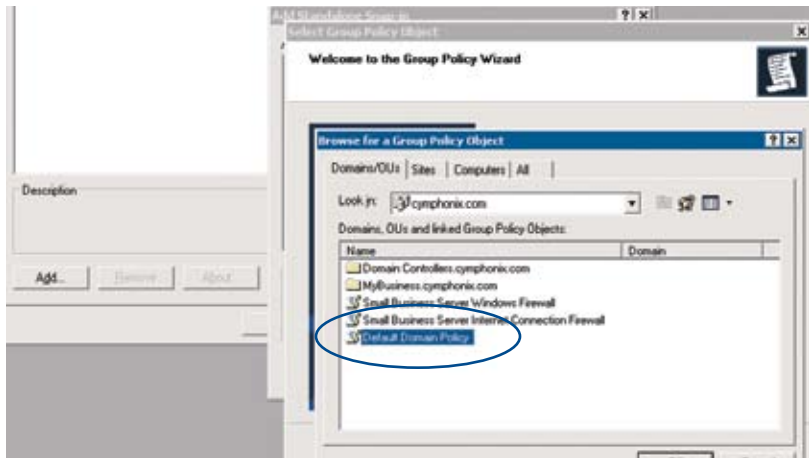 Add Standalone Snap-in
Select Group Policy Object
Welcome to the Group Policy Wizard
Browse for a Group Policy Object
Domains/OUs Sites Computers All
Look in: cymphonix.com
Domains, OUs and linked Group Policy Objects:
Name Domain
Domain Controllers.cymphonix.com
MyBusiness.cymphonix.com
Small Business Server Windows Firewall
Small Business Server Internet Connection Firewall
Default Domain Policy
Description
Add... Remove About